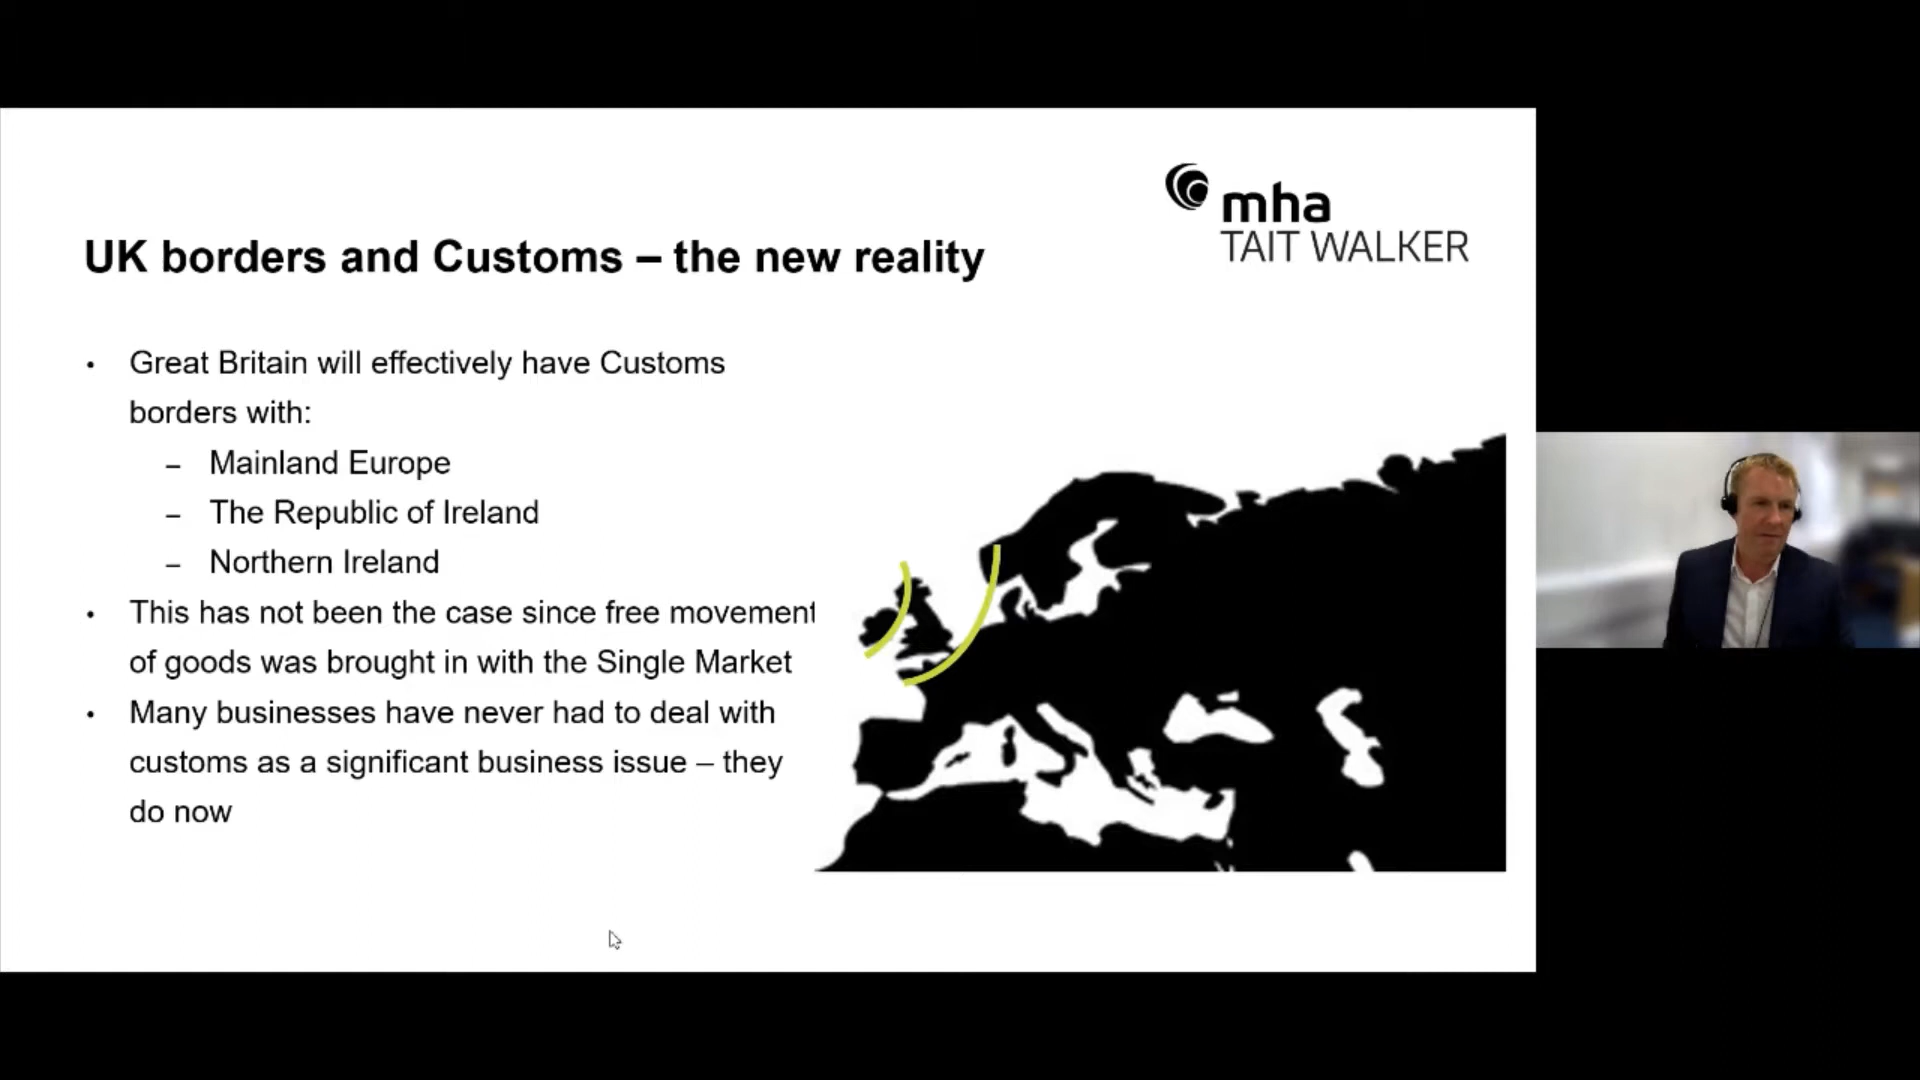 mha
TAIT WALKER
UK borders and Customs – the new reality
• Great Britain will effectively have Customs
borders with:
– Mainland Europe
– The Republic of Ireland
– Northern Ireland
• This has not been the case since free movement
of goods was brought in with the Single Market
• Many businesses have never had to deal with
customs as a significant business issue – they
do now